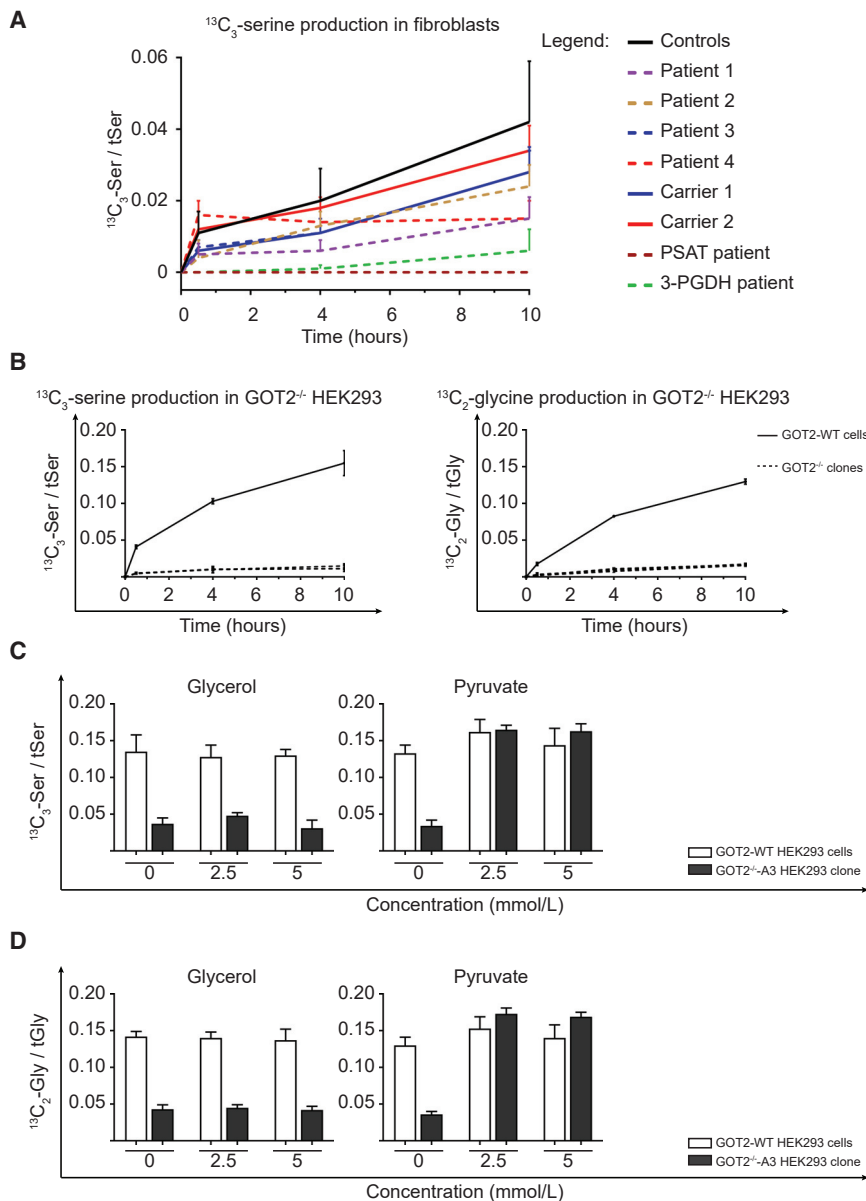 A
¹³C₃-serine production in fibroblasts
Legend:
Controls
Patient 1
Patient 2
Patient 3
Patient 4
Carrier 1
Carrier 2
PSAT patient
3-PGDH patient
¹³C₃-Ser / tSer
0.06
0.04
0.02
0
0 2 4 6 8 10
Time (hours)
B
¹³C₃-serine production in GOT2⁻/⁻ HEK293
¹³C₃-Ser / tSer
0.20
0.15
0.10
0.05
0 2 4 6 8 10
Time (hours)
¹³C₂-glycine production in GOT2⁻/⁻ HEK293
¹³C₂-Gly / tGly
0.20
0.15
0.10
0.05
0 2 4 6 8 10
Time (hours)
GOT2-WT cells
GOT2⁻/⁻ clones
C
¹³C₃-Ser / tSer
Glycerol
0.20
0.15
0.10
0.05
0 2.5 5
Pyruvate
0.20
0.15
0.10
0.05
0 2.5 5
Concentration (mmol/L)
GOT2-WT HEK293 cells
GOT2⁻/⁻-A3 HEK293 clone
D
¹³C₂-Gly / tGly
Glycerol
0.20
0.15
0.10
0.05
0 2.5 5
Pyruvate
0.20
0.15
0.10
0.05
0 2.5 5
Concentration (mmol/L)
GOT2-WT HEK293 cells
GOT2⁻/⁻-A3 HEK293 clone